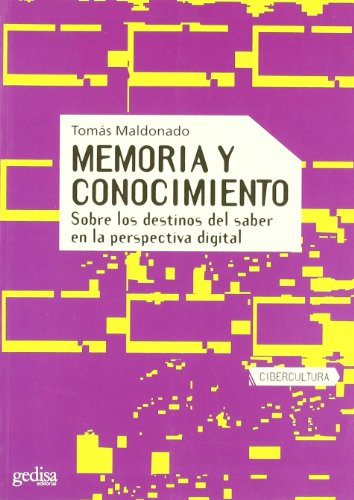 Tomás Maldonado
MEMORIA Y
CONOCIMIENTO
Sobre los destinos del saber
en la perspectiva digital
CIBERCULTURA
gedisa
editorial